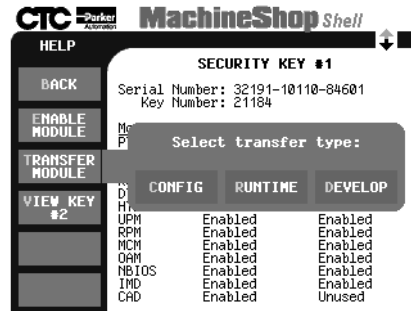 CTC Parker Automation MachineShop Shell
HELP
SECURITY KEY #1
BACK
Serial Number: 32191-10110-84601
Key Number: 21184
ENABLE MODULE
Select transfer type:
TRANSFER MODULE
CONFIG RUNTIME DEVELOP
VIEW KEY #2
UPM Enabled Enabled
RPM Enabled Enabled
MCM Enabled Enabled
OAM Enabled Enabled
NBIOS Enabled Enabled
IMD Enabled Enabled
CAD Enabled Unused